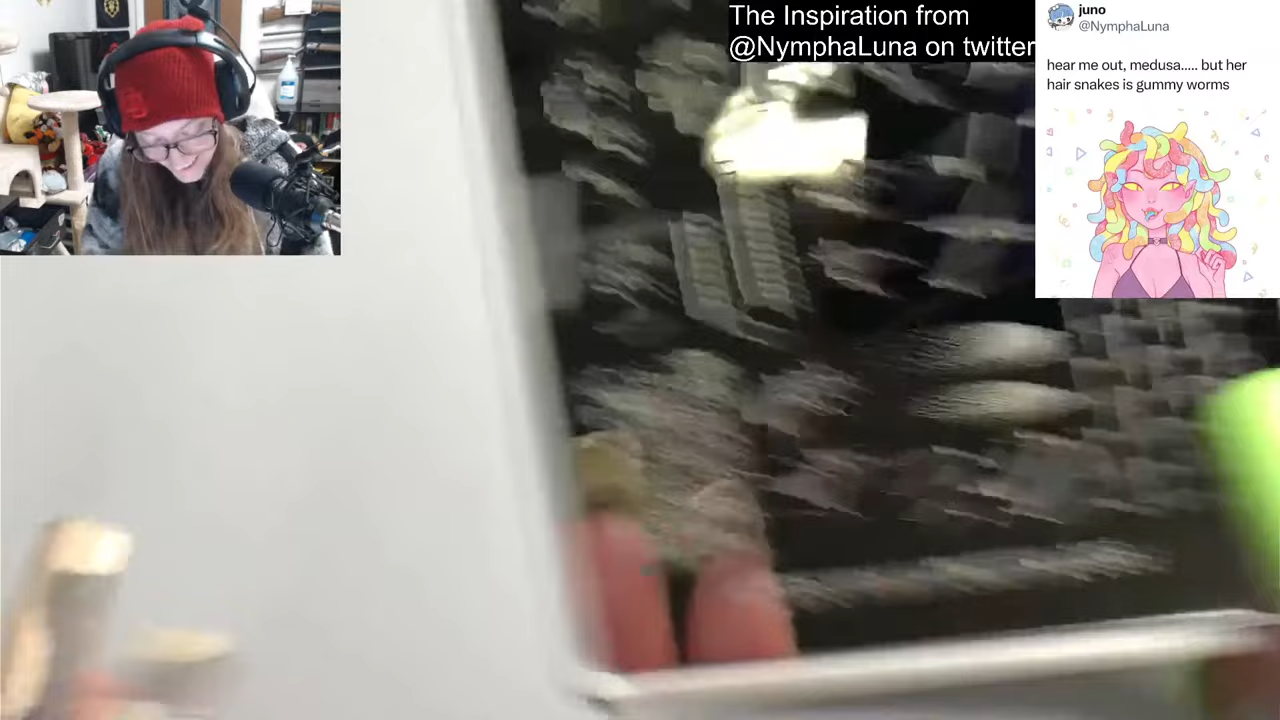 The Inspiration from
@NymphaLuna on twitter
juno
@NymphaLuna
hear me out, medusa..... but her
hair snakes is gummy worms